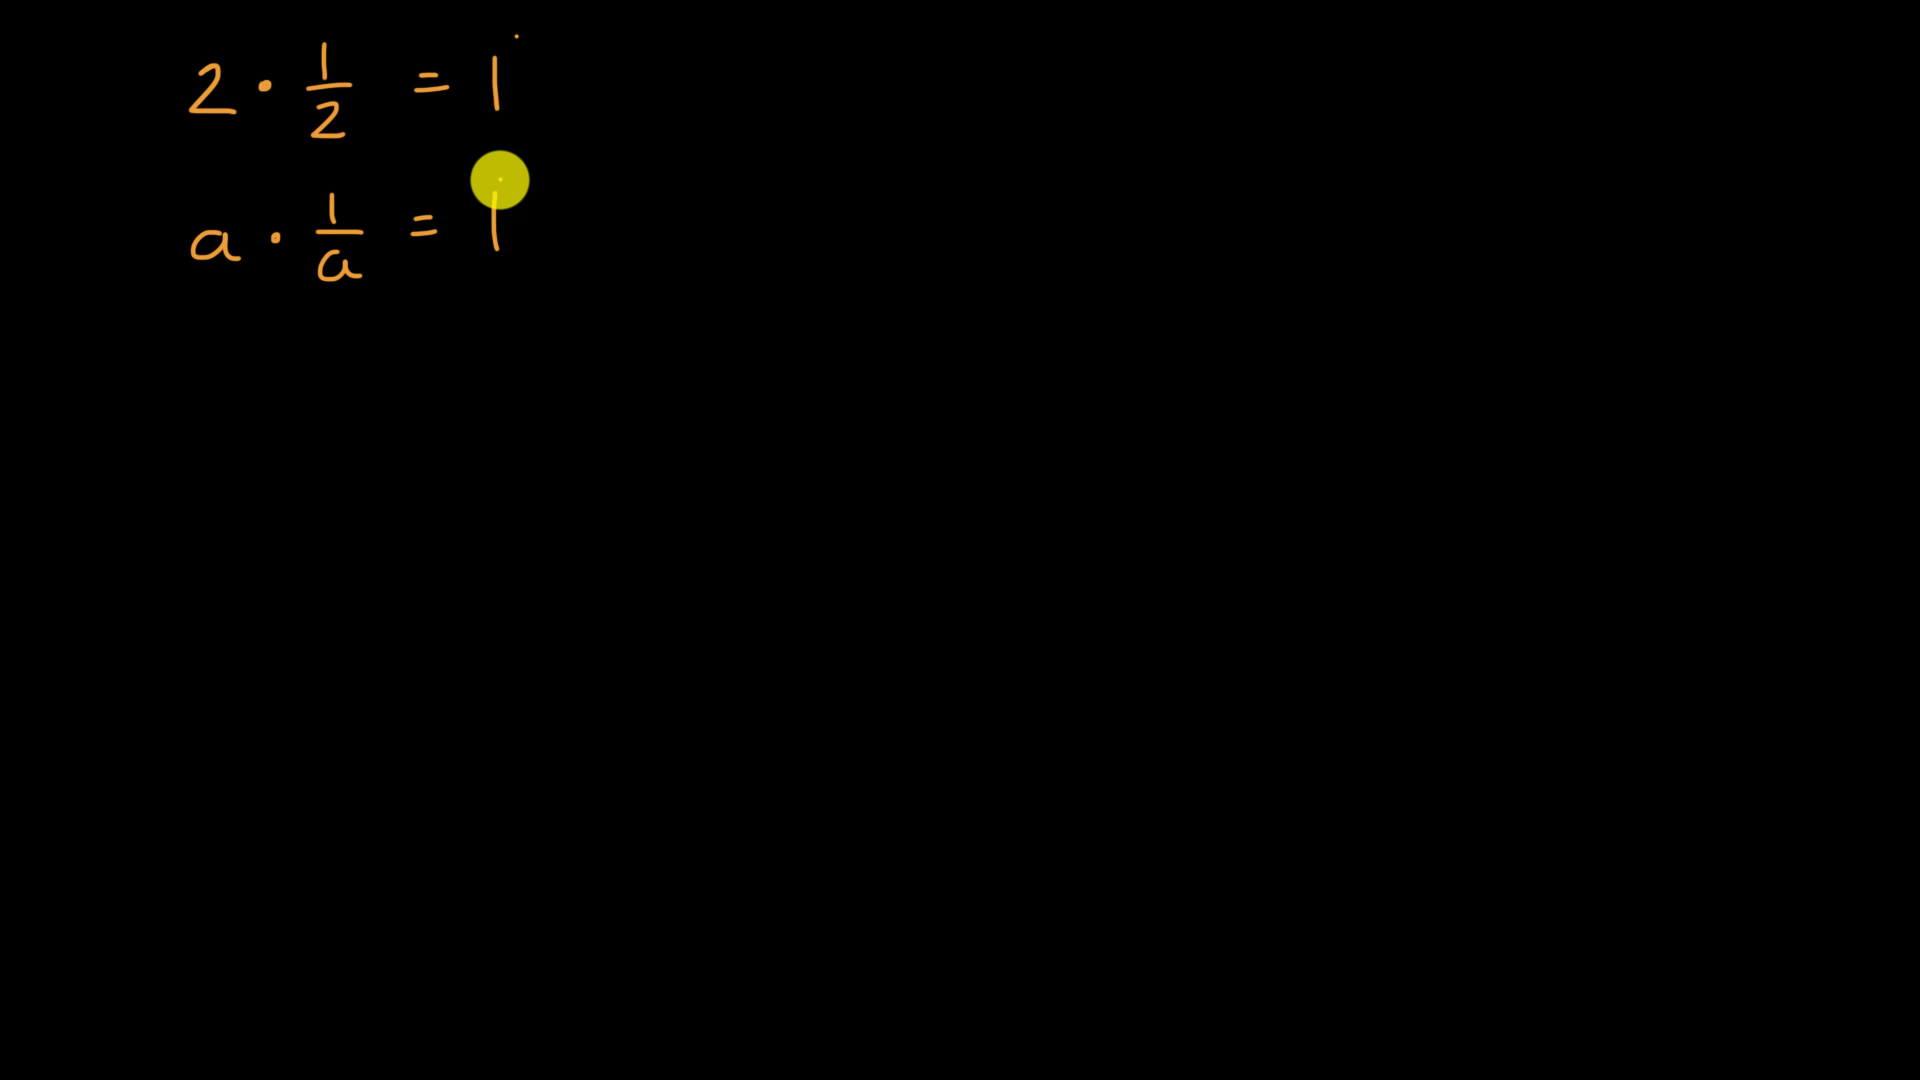 2 · 1/2 = 1
a · 1/a = 1